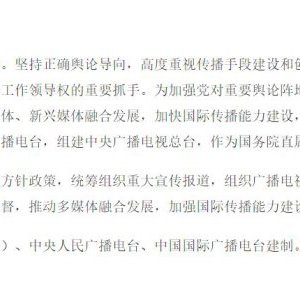 。坚持正确舆论导向，高度重视传播手段建设和创
工作领导权的重要抓手。为加强党对重要舆论阵地
体、新兴媒体融合发展，加快国际传播能力建设，
播电台，组建中央广播电视总台，作为国务院直属
方针政策，统筹组织重大宣传报道，组织广播电视
督，推动多媒体融合发展，加强国际传播能力建设
）、中央人民广播电台、中国国际广播电台建制。